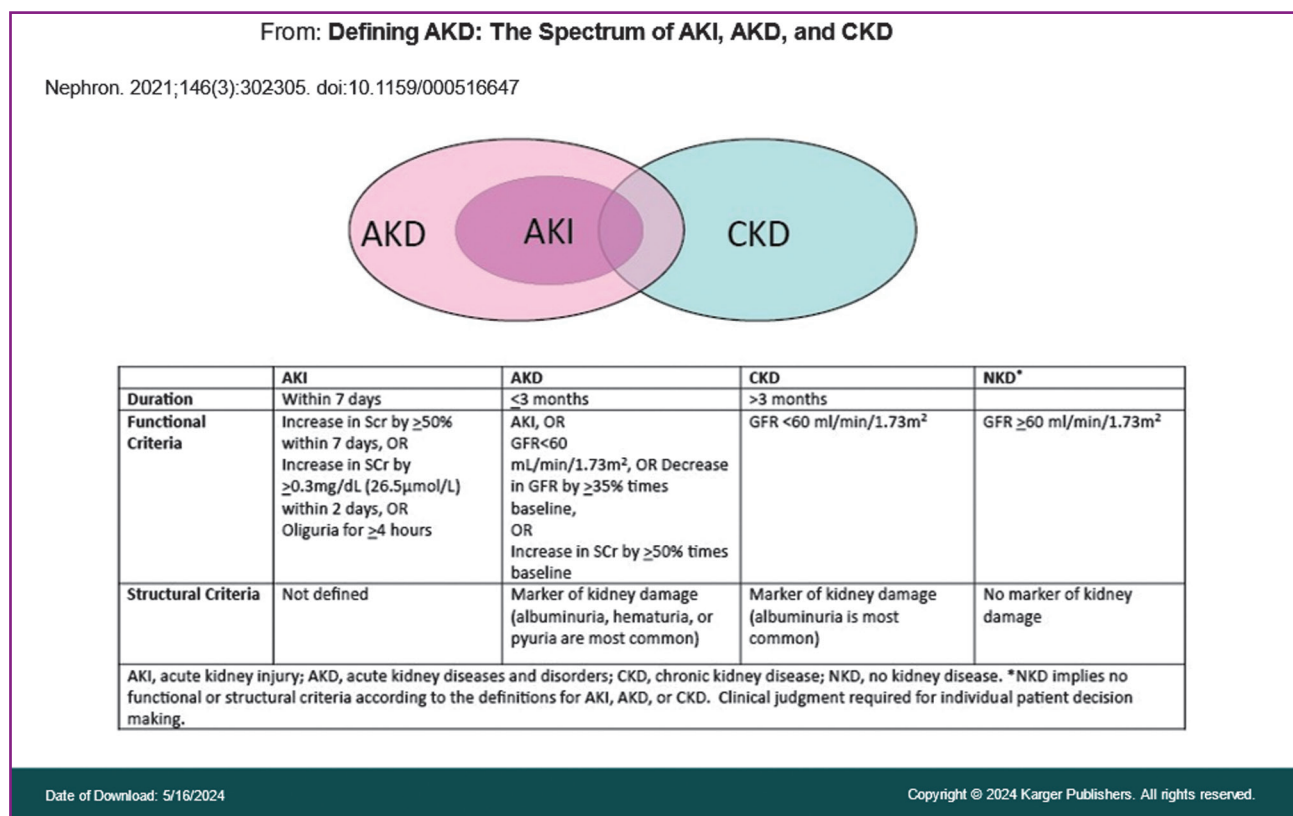 From: Defining AKD: The Spectrum of AKI, AKD, and CKD
Nephron. 2021;146(3):302305. doi:10.1159/000516647
AKD
AKI
CKD
AKI
AKD
CKD
NKD*
Duration
Within 7 days
≤3 months
>3 months
Functional
Criteria
Increase in Scr by ≥50%
within 7 days, OR
Increase in SCr by
≥0.3mg/dL (26.5µmol/L)
within 2 days, OR
Oliguria for ≥4 hours
AKI, OR
GFR<60
mL/min/1.73m², OR Decrease
in GFR by ≥35% times
baseline,
OR
Increase in SCr by ≥50% times
baseline
GFR <60 ml/min/1.73m²
GFR ≥60 ml/min/1.73m²
Structural Criteria
Not defined
Marker of kidney damage
(albuminuria, hematuria, or
pyuria are most common)
Marker of kidney damage
(albuminuria is most
common)
No marker of kidney
damage
AKI, acute kidney injury; AKD, acute kidney diseases and disorders; CKD, chronic kidney disease; NKD, no kidney disease. *NKD implies no
functional or structural criteria according to the definitions for AKI, AKD, or CKD. Clinical judgment required for individual patient decision
making.
Date of Download: 5/16/2024
Copyright © 2024 Karger Publishers. All rights reserved.